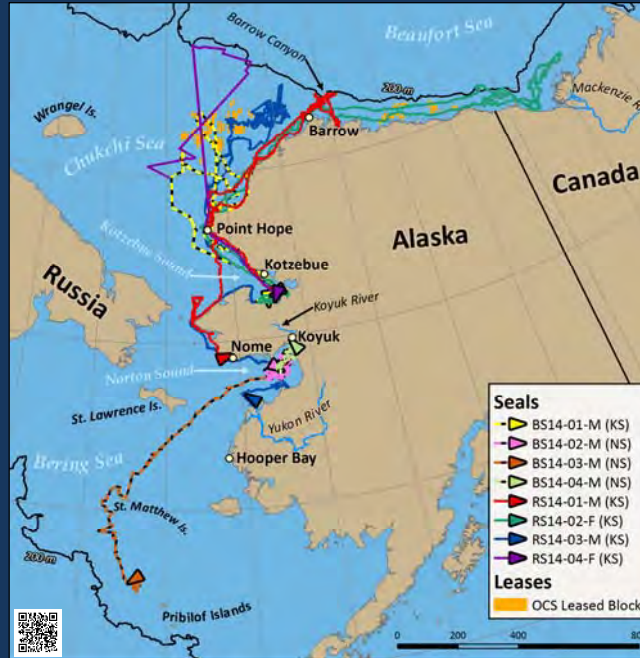 Beaufort Sea
Barrow Canyon
200-m
Mackenzie R
Wrangel Is.
Barrow
Chukchi Sea
Canada
Point Hope
Alaska
Kotzebue Sound
Kotzebue
Russia
Koyuk River
Koyuk
Nome
Norton Sound
St. Lawrence Is.
Yukon River
Bering Sea
Hooper Bay
St. Matthew Is.
200-m
Pribilof Islands
Seals
BS14-01-M (KS)
BS14-02-M (NS)
BS14-03-M (NS)
BS14-04-M (NS)
RS14-01-M (KS)
RS14-02-F (KS)
RS14-03-M (KS)
RS14-04-F (KS)
Leases
OCS Leased Block
0 200 400 80